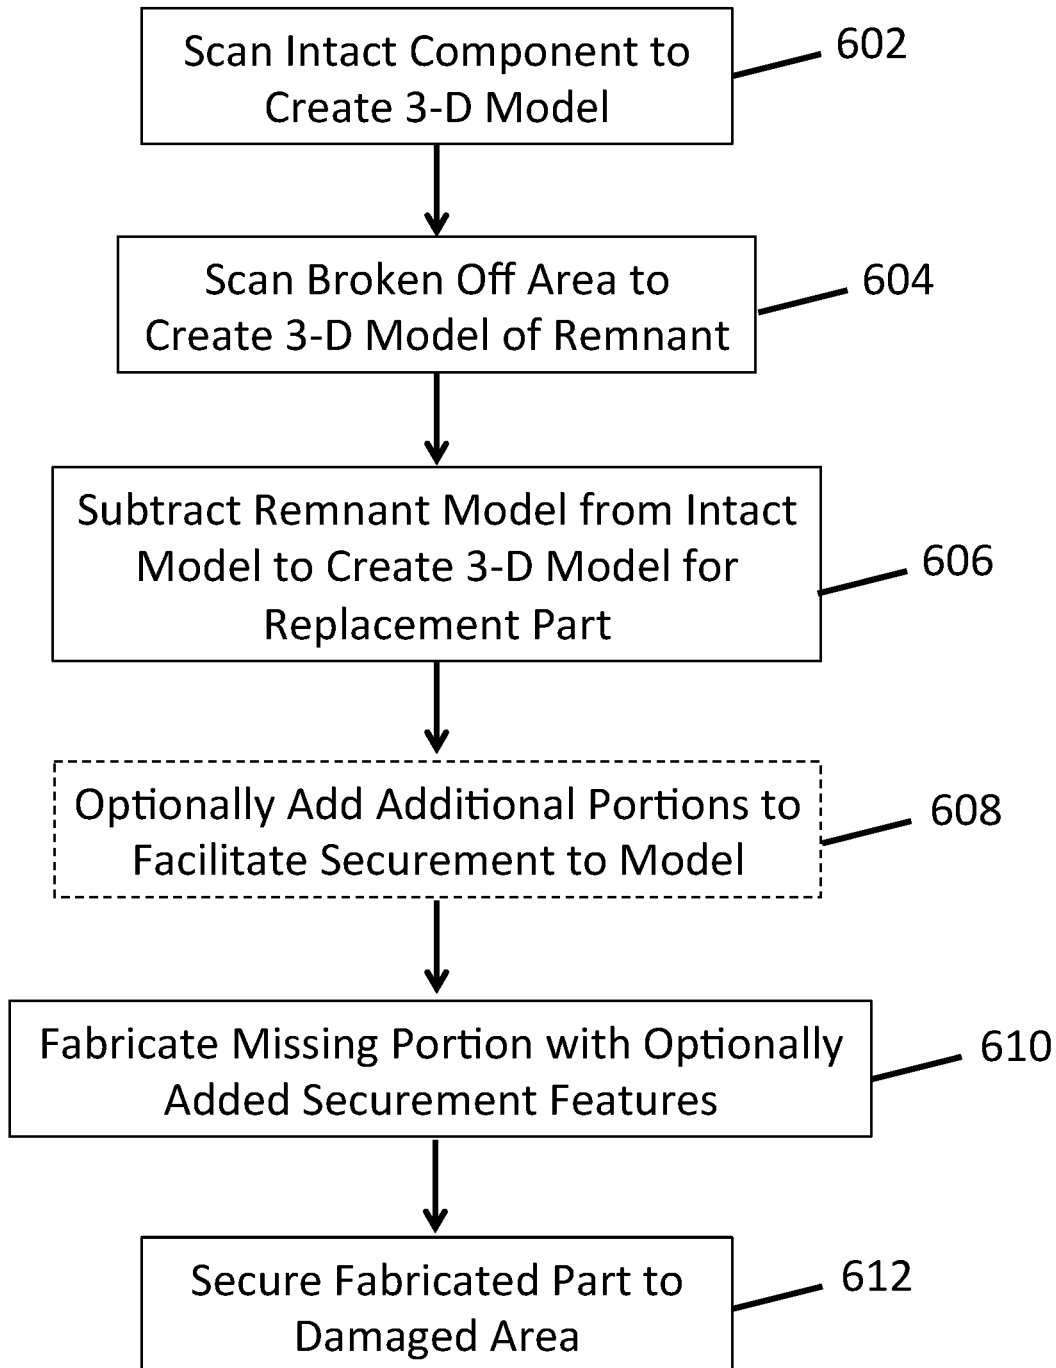 Scan Intact Component to
Create 3-D Model
602
Scan Broken Off Area to
Create 3-D Model of Remnant
604
Subtract Remnant Model from Intact
Model to Create 3-D Model for
Replacement Part
606
Optionally Add Additional Portions to
Facilitate Securement to Model
608
Fabricate Missing Portion with Optionally
Added Securement Features
610
Secure Fabricated Part to
Damaged Area
612